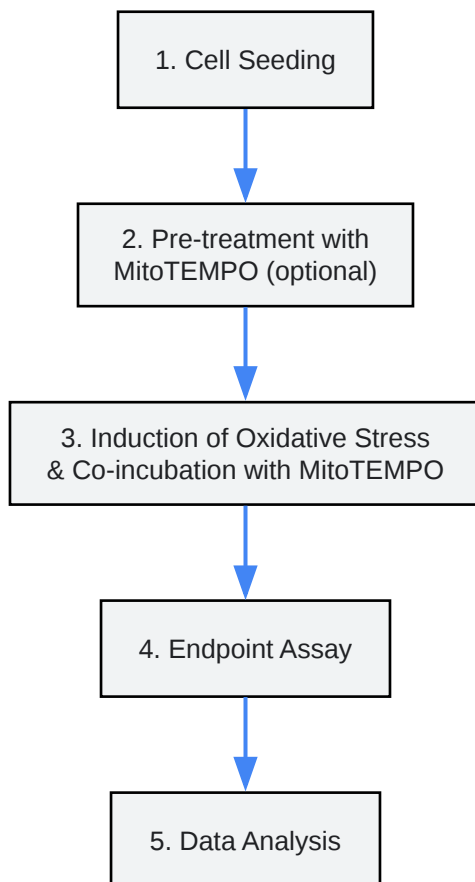 1. Cell Seeding
2. Pre-treatment with
MitoTEMPO (optional)
3. Induction of Oxidative Stress
& Co-incubation with MitoTEMPO
4. Endpoint Assay
5. Data Analysis